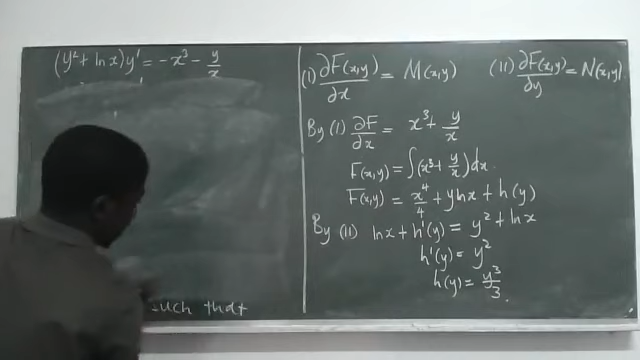 (y² + ln x)y' = -x³ - y/x
such that
(I) ∂F(x,y)/∂x = M(x,y) (II) ∂F(x,y)/∂y = N(x,y)
By (I) ∂F/∂x = x³ + y/x
F(x,y) = ∫(x³ + y/x)dx.
F(x,y) = x⁴/4 + y ln x + h(y)
By (II) ln x + h'(y) = y² + ln x
h'(y) = y²
h(y) = y³/3.